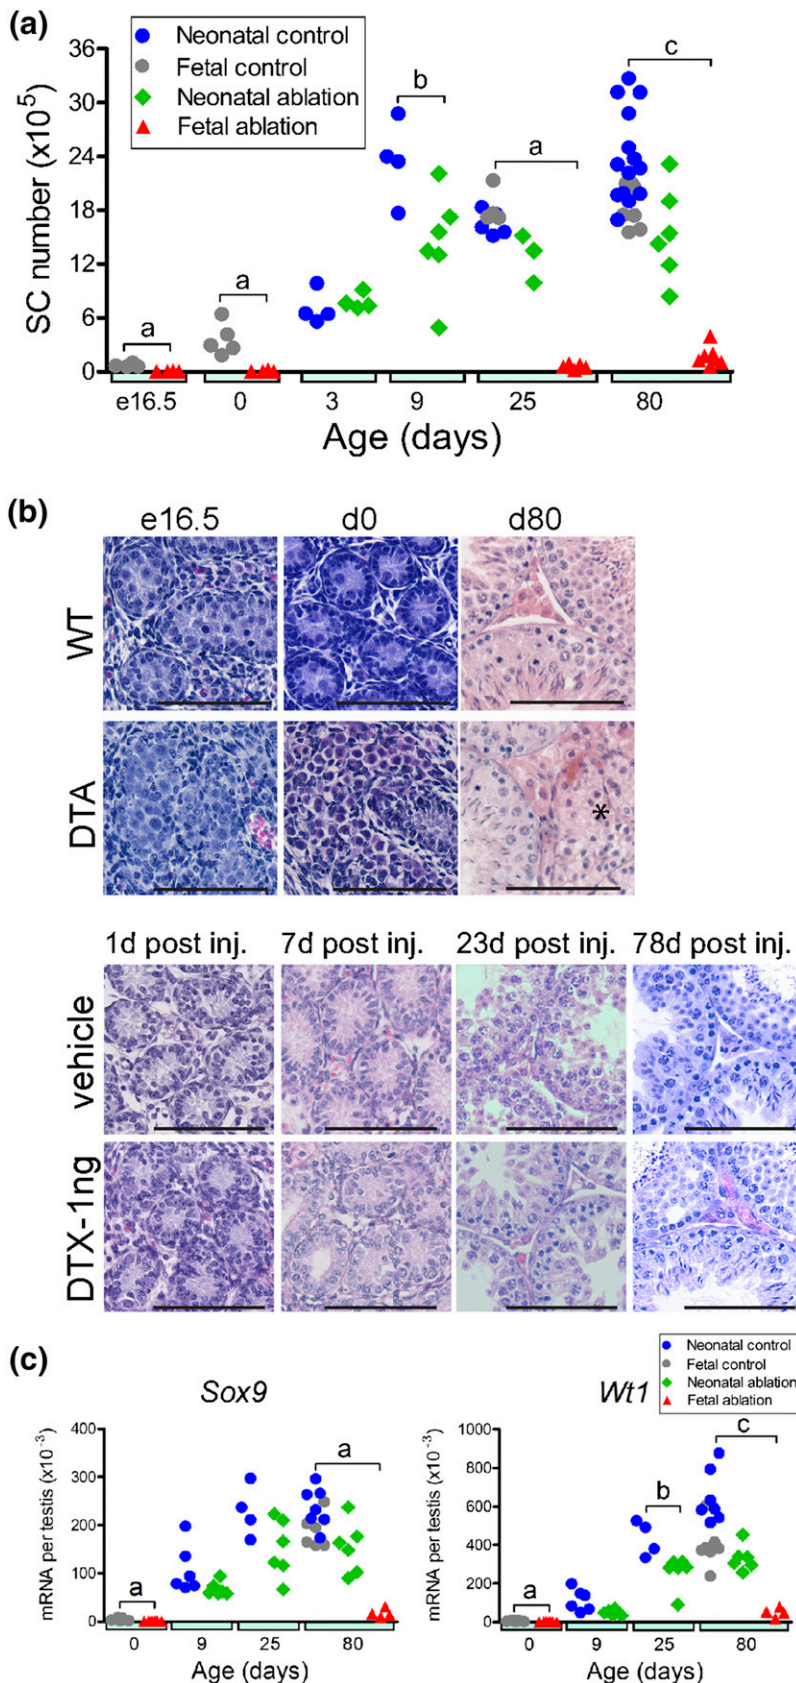 (a)
Neonatal control
Fetal control
Neonatal ablation
Fetal ablation
SC number (x10⁵)
36
30
24
18
12
6
0
a
a
b
a
c
e16.5
0
3
9
25
80
Age (days)
(b)
e16.5
d0
d80
WT
DTA
*
1d post inj.
7d post inj.
23d post inj.
78d post inj.
vehicle
DTX-1ng
(c)
Neonatal control
Fetal control
Neonatal ablation
Fetal ablation
Sox9
mRNA per testis (x10⁻³)
400
300
200
100
0
a
a
0
9
25
80
Age (days)
Wt1
mRNA per testis (x10⁻³)
1000
800
600
400
200
0
a
b
c
0
9
25
80
Age (days)